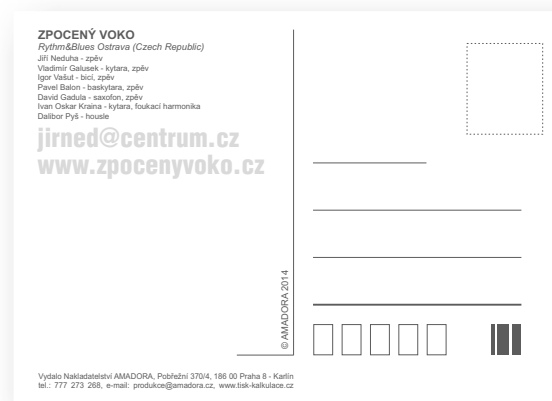 ZPOCENÝ VOKO
Rythm&Blues Ostrava (Czech Republic)
Jiří Neduha - zpěv
Vladimír Galusek - kytara, zpěv
Igor Vašut - bicí, zpěv
Pavel Balon - baskytara, zpěv
David Gadula - saxofon, zpěv
Ivan Oskar Kraina - kytara, foukací harmonika
Dalibor Pyš - housle
jirned@centrum.cz
www.zpocenyvoko.cz
© AMADORA 2014
Vydalo Nakladatelství AMADORA, Pobřežní 370/4, 186 00 Praha 8 - Karlín
tel.: 777 273 268, e-mail: produkce@amadora.cz, www.tisk-kalkulace.cz